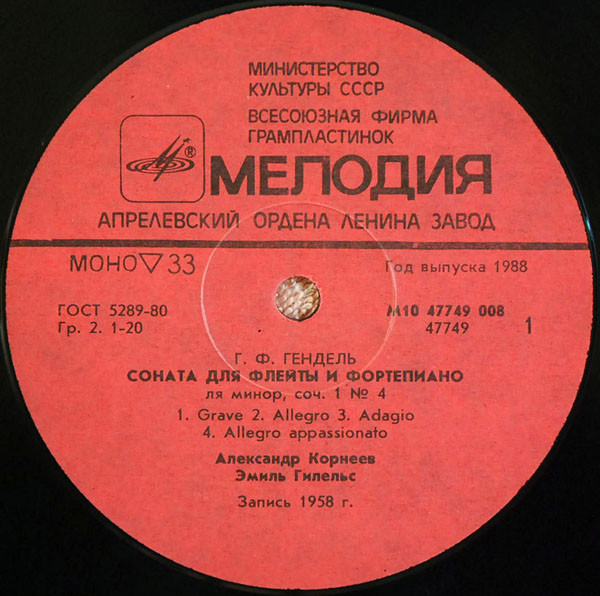 МИНИСТЕРСТВО
КУЛЬТУРЫ СССР
ВСЕСОЮЗНАЯ ФИРМА
ГРАМПЛАСТИНОК
®
МЕЛОДИЯ
АПРЕЛЕВСКИЙ ОРДЕНА ЛЕНИНА ЗАВОД
МОНО ▽ 33
Год выпуска 1988
ГОСТ 5289-80
Гр. 2. 1-20
М10 47749 008
47749
1
Г. Ф. ГЕНДЕЛЬ
СОНАТА ДЛЯ ФЛЕЙТЫ И ФОРТЕПИАНО
ля минор, соч. 1 № 4
1. Grave 2. Allegro 3. Adagio
4. Allegro appassionato
Александр Корнеев
Эмиль Гилельс
Запись 1958 г.